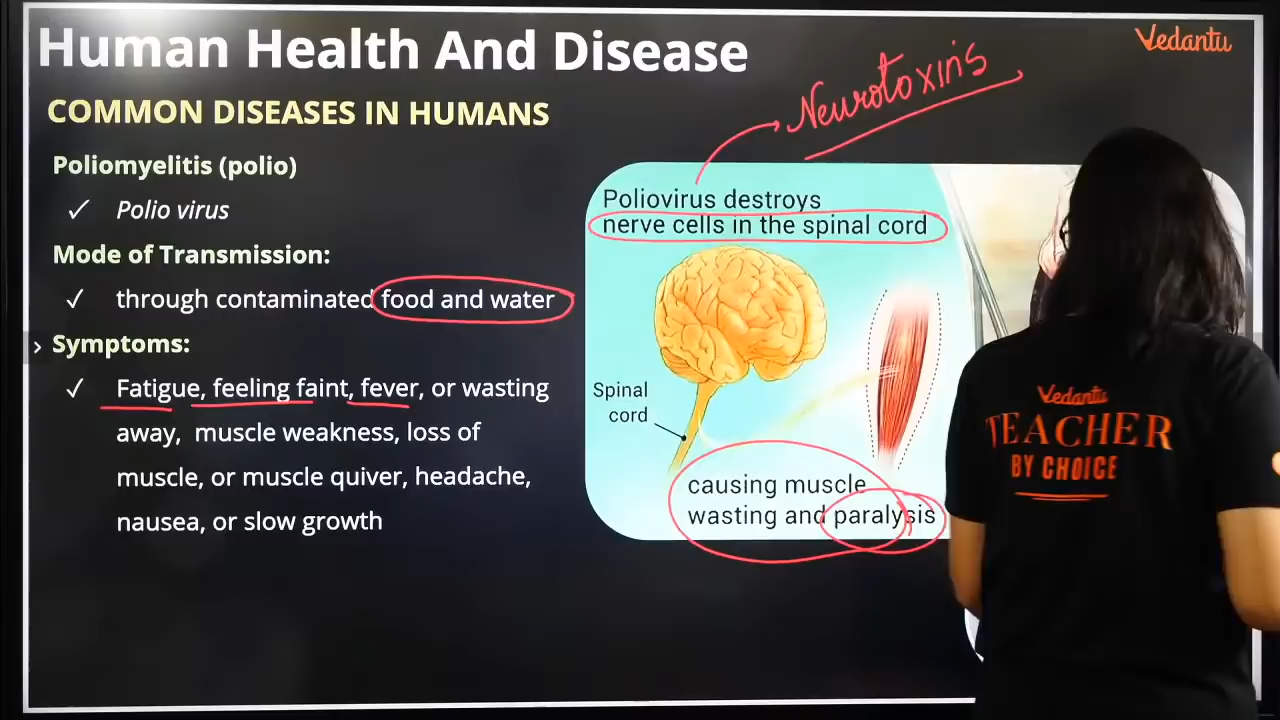 Human Health And Disease
Vedantu
COMMON DISEASES IN HUMANS
Neurotoxins
Poliomyelitis (polio)
✓ Polio virus
Mode of Transmission:
✓ through contaminated food and water
Symptoms:
✓ Fatigue, feeling faint, fever, or wasting
away, muscle weakness, loss of
muscle, or muscle quiver, headache,
nausea, or slow growth
Poliovirus destroys
nerve cells in the spinal cord
Spinal
cord
causing muscle
wasting and paralysis
Vedantu
TEACHER
BY CHOICE